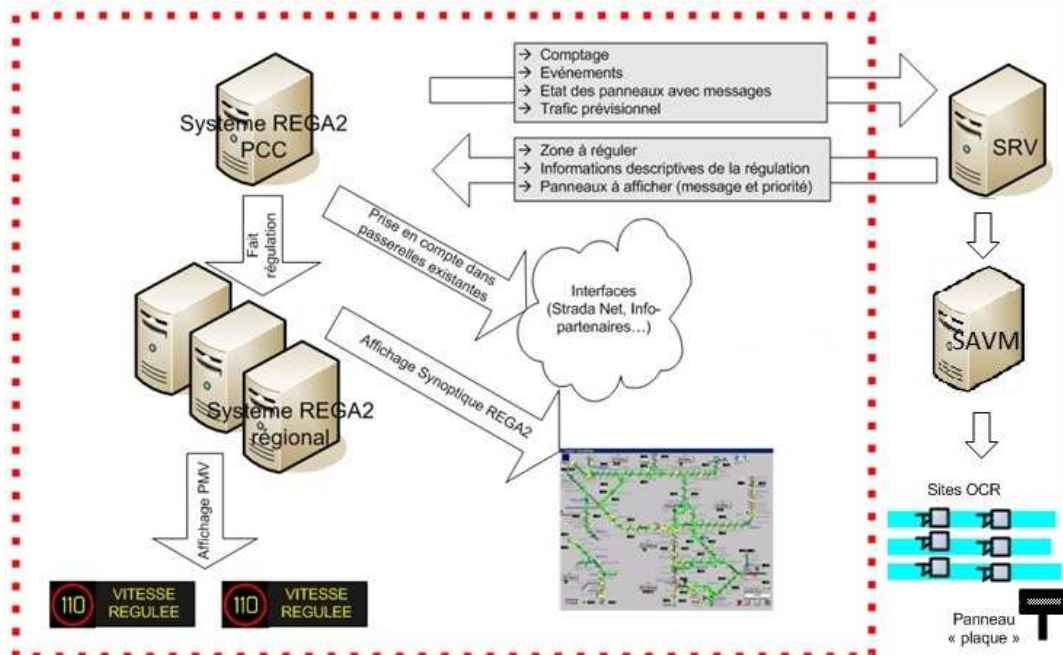 → Comptage
→ Evénements
→ Etat des panneaux avec messages
→ Trafic prévisionnel
Système REGA2
PCC
SRV
→ Zone à réguler
→ Informations descriptives de la régulation
→ Panneaux à afficher (message et priorité)
Fait
régulation
Prise en compte dans
passerelles existantes
Interfaces
(Strada Net, Info-
partenaires…)
SAVM
Affichage Synoptique REGA2
Système REGA2
régional
Affichage PMV
Sites OCR
110
VITESSE
REGULEE
110
VITESSE
REGULEE
Panneau
« plaque »